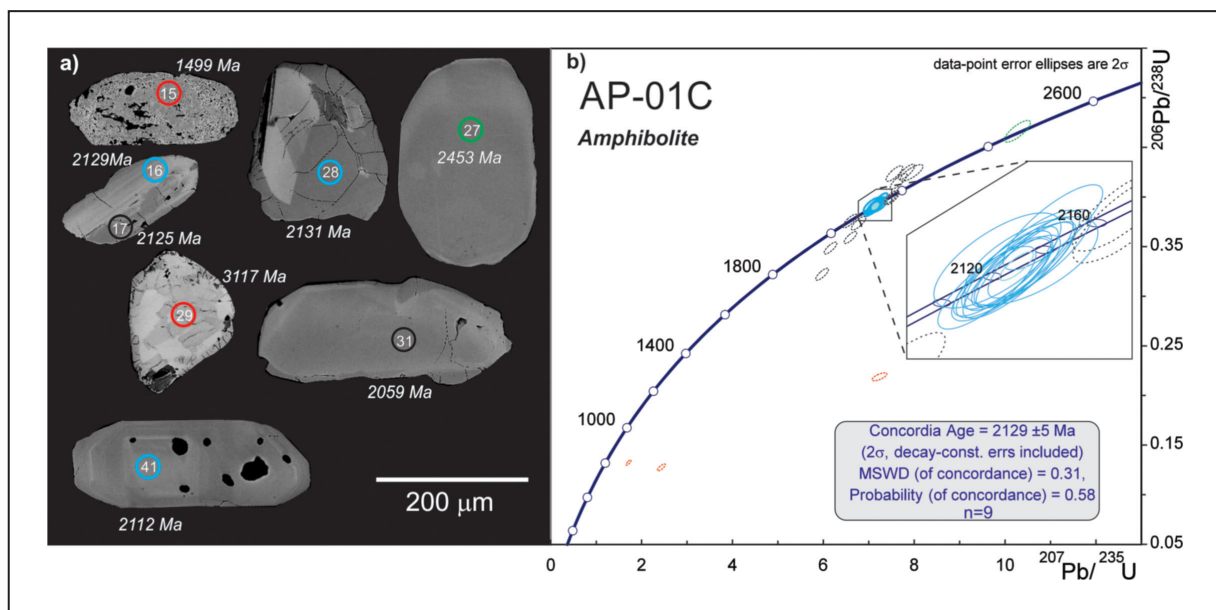 a)
1499 Ma
15
2129Ma
16
17
2125 Ma
28
2131 Ma
27
2453 Ma
3117 Ma
29
31
2059 Ma
41
2112 Ma
200 μm
b)
data-point error ellipses are 2σ
AP-01C
Amphibolite
206Pb/238U
2600
1800
1400
1000
2160
2120
0.35
0.25
0.15
0.05
Concordia Age = 2129 ±5 Ma
(2σ, decay-const. errs included)
MSWD (of concordance) = 0.31,
Probability (of concordance) = 0.58
n=9
0 2 4 6 8 10 12
207Pb/235U